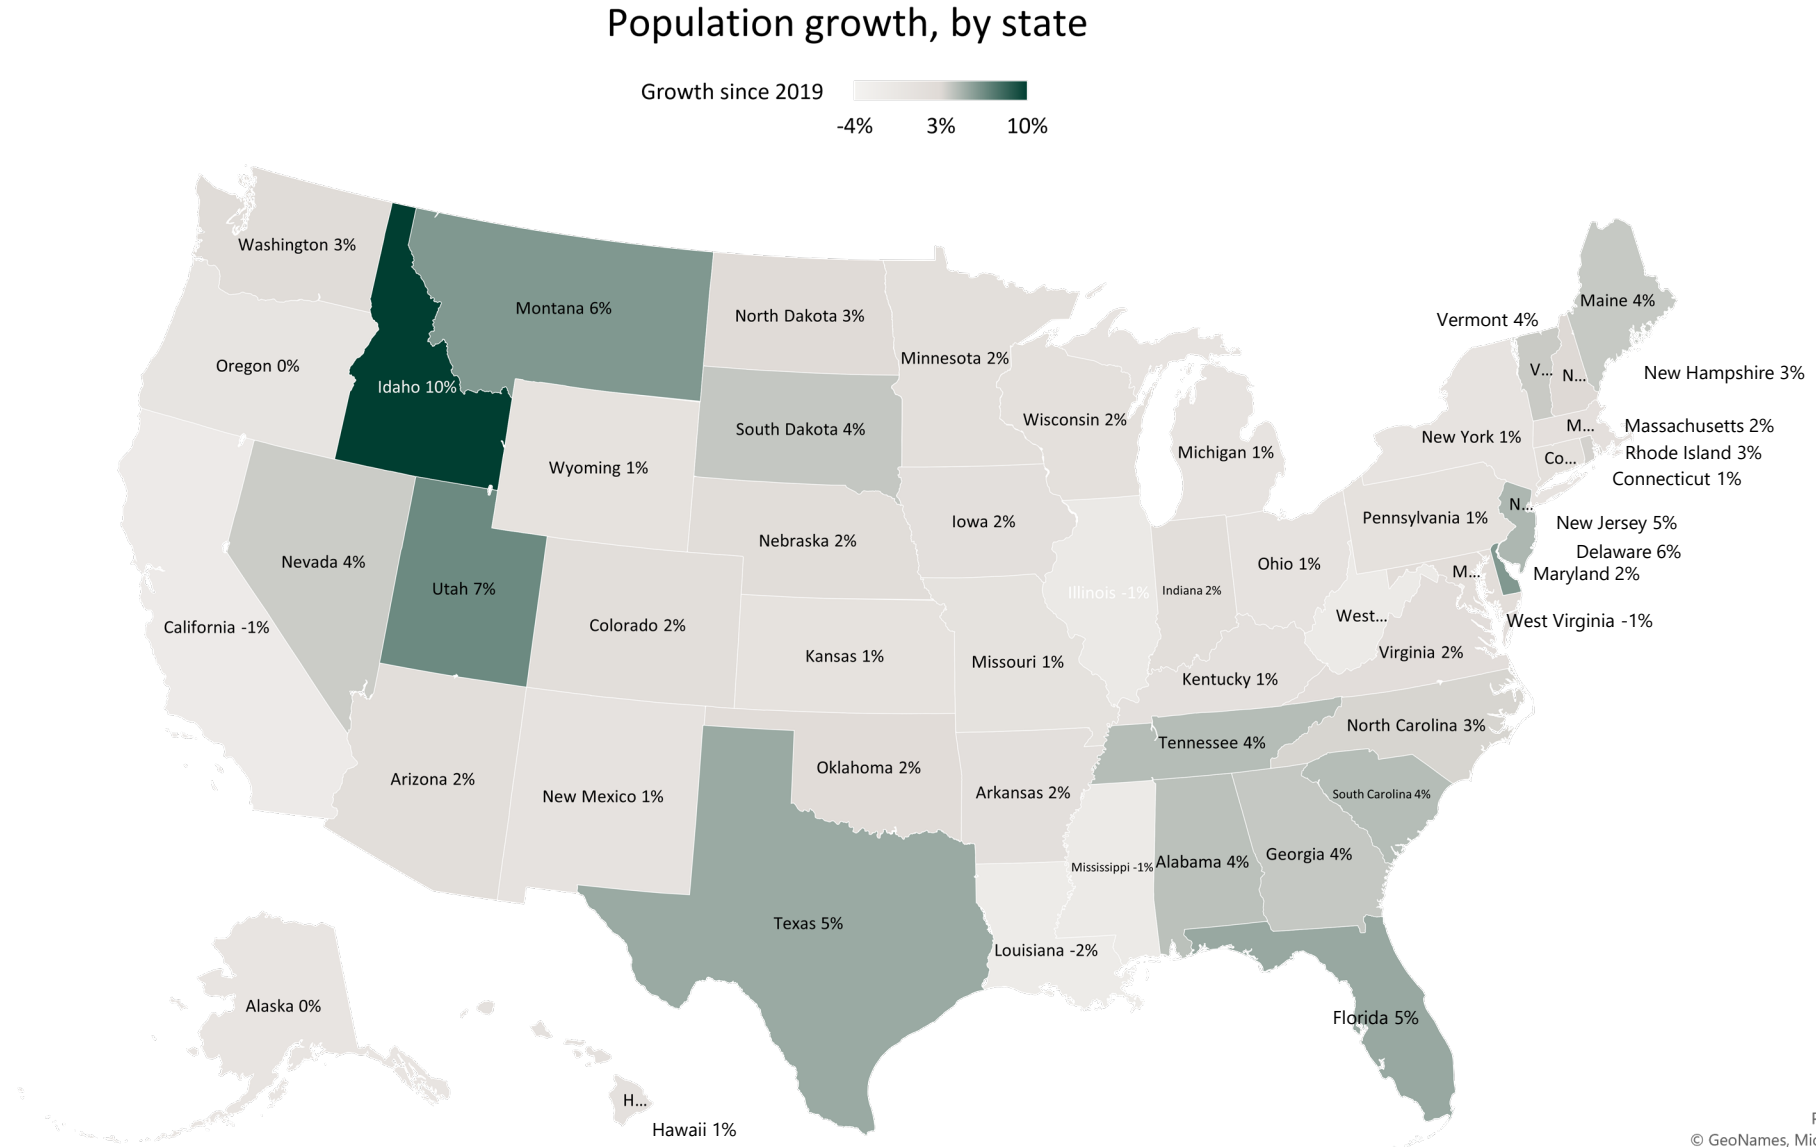 Population growth, by state
Growth since 2019
-4% 3% 10%
Washington 3%
Oregon 0%
Idaho 10%
Montana 6%
North Dakota 3%
Minnesota 2%
South Dakota 4%
Wyoming 1%
Wisconsin 2%
Michigan 1%
New York 1%
Vermont 4%
V...
N...
Maine 4%
New Hampshire 3%
M...
Massachusetts 2%
Co...
Rhode Island 3%
Connecticut 1%
Nevada 4%
Utah 7%
California -1%
Colorado 2%
Nebraska 2%
Iowa 2%
Kansas 1%
Missouri 1%
Illinois -1%
Indiana 2%
Ohio 1%
Pennsylvania 1%
N...
New Jersey 5%
Delaware 6%
M...
Maryland 2%
West...
West Virginia -1%
Virginia 2%
Kentucky 1%
North Carolina 3%
Tennessee 4%
South Carolina 4%
Arizona 2%
New Mexico 1%
Oklahoma 2%
Arkansas 2%
Mississippi -1%
Alabama 4%
Georgia 4%
Texas 5%
Louisiana -2%
Florida 5%
Alaska 0%
H...
Hawaii 1%
© GeoNames, Mic